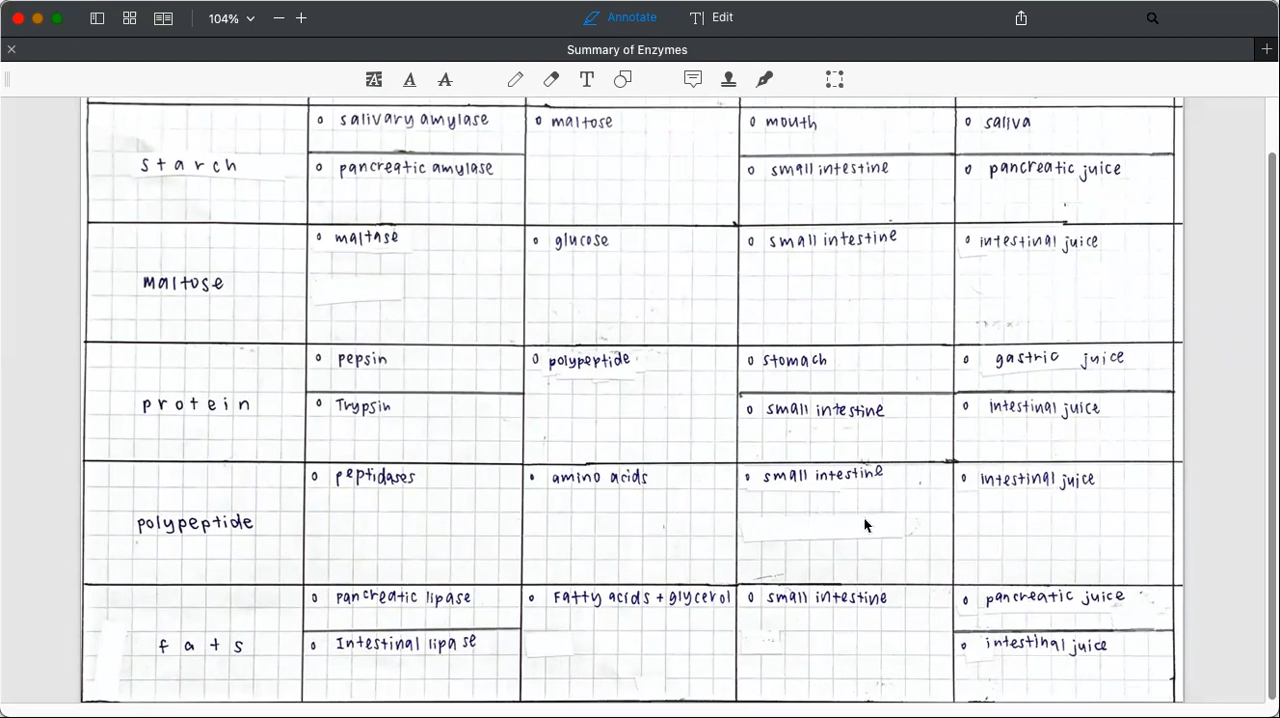 104%
Annotate
Edit
Summary of Enzymes
starch
salivary amylase
maltose
mouth
saliva
pancreatic amylase
small intestine
pancreatic juice
maltose
maltase
glucose
small intestine
intestinal juice
protein
pepsin
polypeptide
stomach
gastric juice
Trypsin
small intestine
intestinal juice
polypeptide
peptidases
amino acids
small intestine
intestinal juice
fats
pancreatic lipase
Fatty acids + glycerol
small intestine
pancreatic juice
Intestinal lipase
intestinal juice